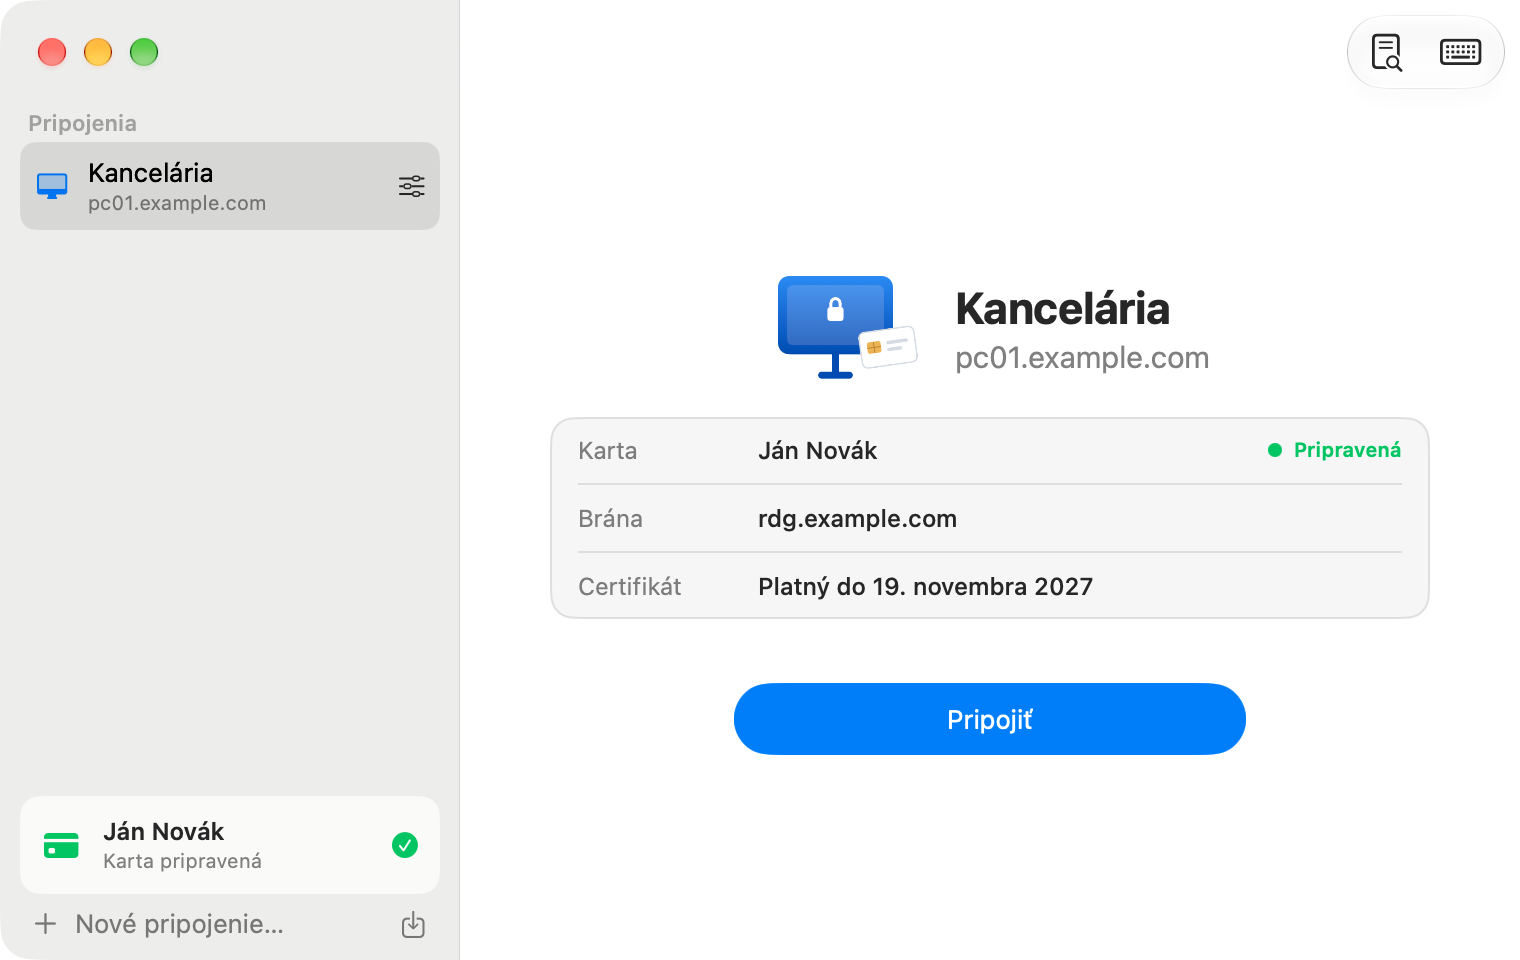 Pripojenia
Kancelária
pc01.example.com
Kancelária
pc01.example.com
Karta
Ján Novák
Pripravená
Brána
rdg.example.com
Certifikát
Platný do 19. novembra 2027
Pripojiť
Ján Novák
Karta pripravená
Nové pripojenie...